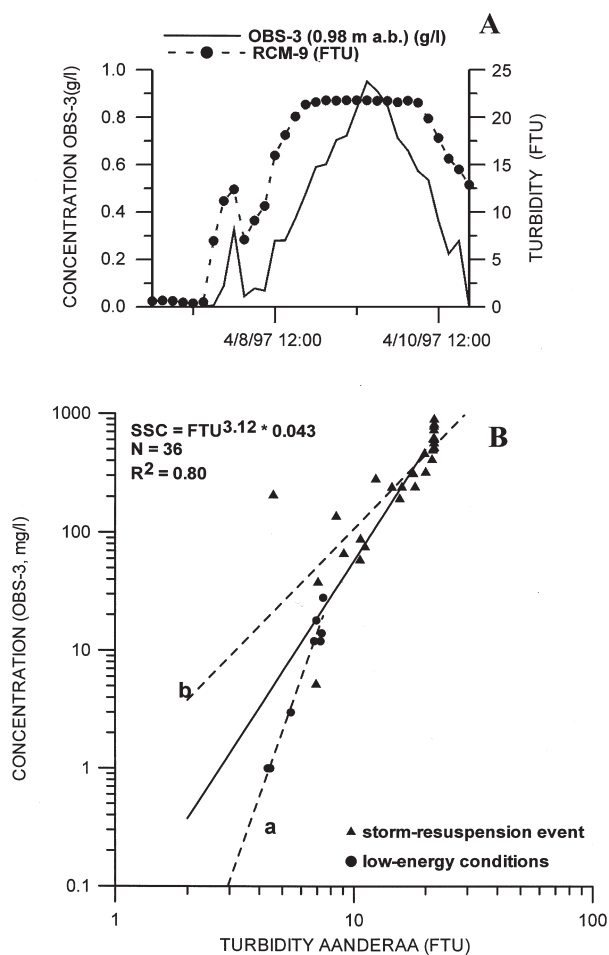 A
OBS-3 (0.98 m a.b.) (g/l)
RCM-9 (FTU)
CONCENTRATION OBS-3(g/l)
1.0
0.8
0.6
0.4
0.2
0.0
25
20
15
10
5
0
TURBIDITY (FTU)
4/8/97 12:00
4/10/97 12:00
B
SSC = FTU3.12 * 0.043
N = 36
R2 = 0.80
CONCENTRATION (OBS-3, mg/l)
1000
100
10
1
0.1
b
a
storm-resuspension event
low-energy conditions
1
10
100
TURBIDITY AANDERAA (FTU)